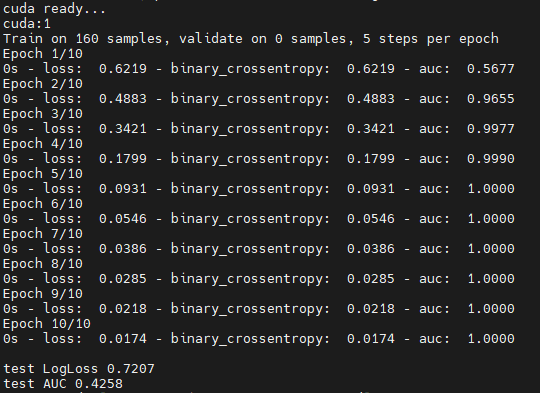 cuda ready...
cuda:1
Train on 160 samples, validate on 0 samples, 5 steps per epoch
Epoch 1/10
0s - loss:  0.6219 - binary_crossentropy:  0.6219 - auc:  0.5677
Epoch 2/10
0s - loss:  0.4883 - binary_crossentropy:  0.4883 - auc:  0.9655
Epoch 3/10
0s - loss:  0.3421 - binary_crossentropy:  0.3421 - auc:  0.9977
Epoch 4/10
0s - loss:  0.1799 - binary_crossentropy:  0.1799 - auc:  0.9990
Epoch 5/10
0s - loss:  0.0931 - binary_crossentropy:  0.0931 - auc:  1.0000
Epoch 6/10
0s - loss:  0.0546 - binary_crossentropy:  0.0546 - auc:  1.0000
Epoch 7/10
0s - loss:  0.0386 - binary_crossentropy:  0.0386 - auc:  1.0000
Epoch 8/10
0s - loss:  0.0285 - binary_crossentropy:  0.0285 - auc:  1.0000
Epoch 9/10
0s - loss:  0.0218 - binary_crossentropy:  0.0218 - auc:  1.0000
Epoch 10/10
0s - loss:  0.0174 - binary_crossentropy:  0.0174 - auc:  1.0000
test LogLoss 0.7207
test AUC 0.4258